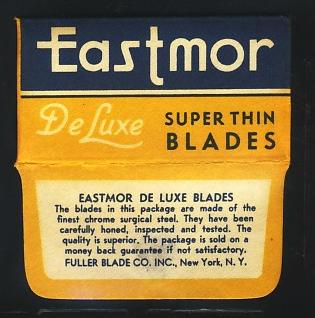 Eastmor
De Luxe
SUPER THIN
BLADES
EASTMOR DE LUXE BLADES
The blades in this package are made of the
finest chrome surgical steel. They have been
carefully honed, inspected and tested. The
quality is superior. The package is sold on a
money back guarantee if not satisfactory.
FULLER BLADE CO. INC., New York, N. Y.